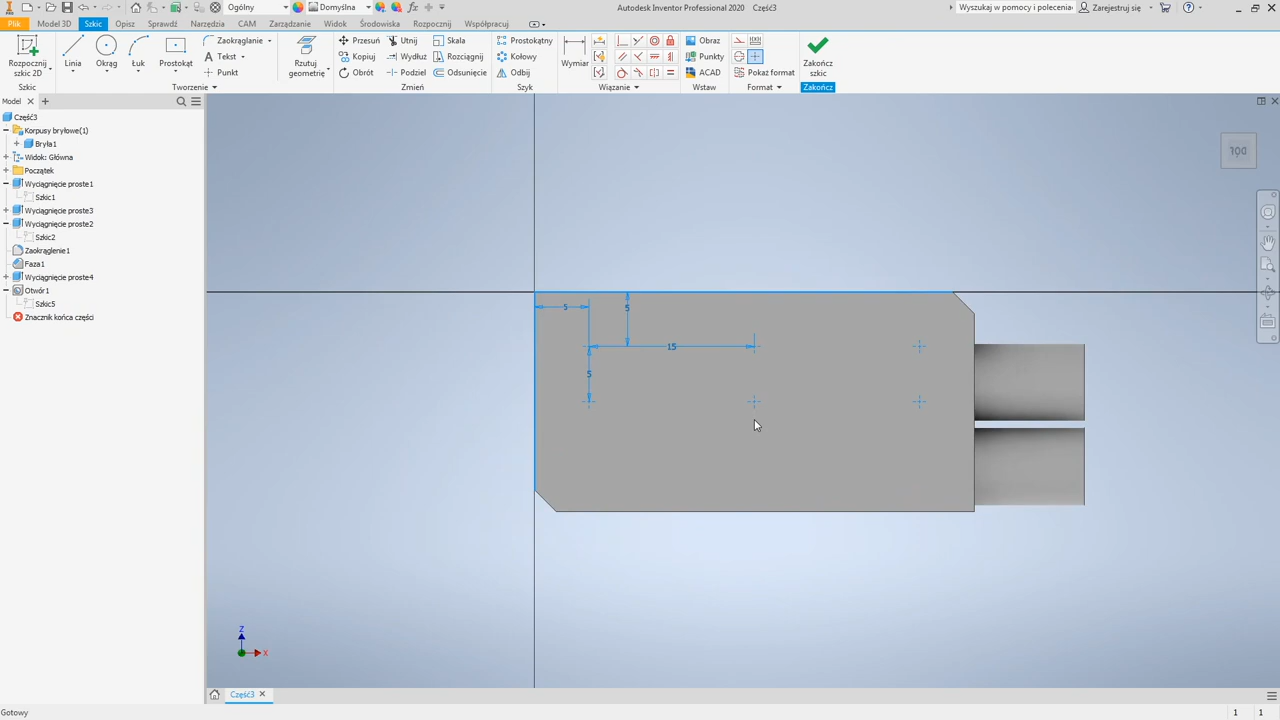 Ogólny Domyślna fx Autodesk Inventor Professional 2020 Część3 Wyszukaj w pomocy i polecenia Zarejestruj się
Plik Model 3D Szkic Opisz Sprawdź Narzędzia CAM Zarządzanie Widok Środowiska Rozpocznij Współpracuj
Rozpocznij szkic 2D Linia Okrąg Łuk Prostokąt Zaokrąglanie Tekst Punkt Rzutuj geometrię Przesuń Kopiuj Obrót Utnij Wydłuż Podziel Skala Rozciągnij Odsunięcie Prostokątny Kołowy Odbij Wymiar Obraz Punkty ACAD Pokaż format Zakończ szkic
Szkic Tworzenie Zmień Szyk Wiązanie Wstaw Format Zakończ
Model
Część3
Korpusy bryłowe(1)
Bryła1
Widok: Główna
Początek
Wyciągnięcie proste1
Szkic1
Wyciągnięcie proste3
Wyciągnięcie proste2
Szkic2
Zaokrąglenie1
Faza1
Wyciągnięcie proste4
Otwór1
Szkic5
Znacznik końca części
5
5
15
5
Z
X
Część3
Gotowy 1 1